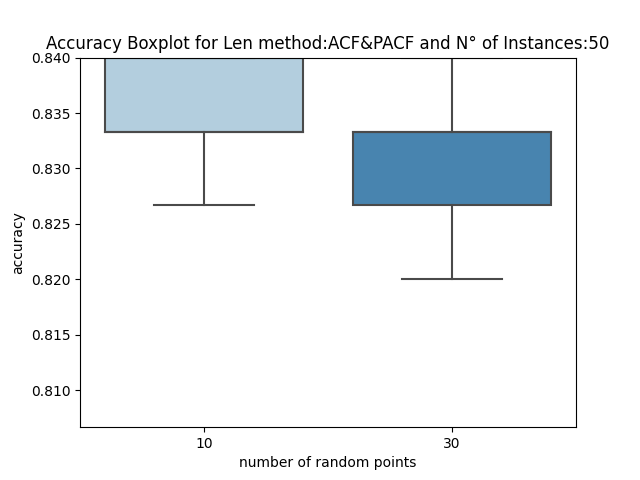 Accuracy Boxplot for Len method:ACF&PACF and N° of Instances:50
0.840
0.835
0.830
0.825
0.820
0.815
0.810
accuracy
10 30
number of random points